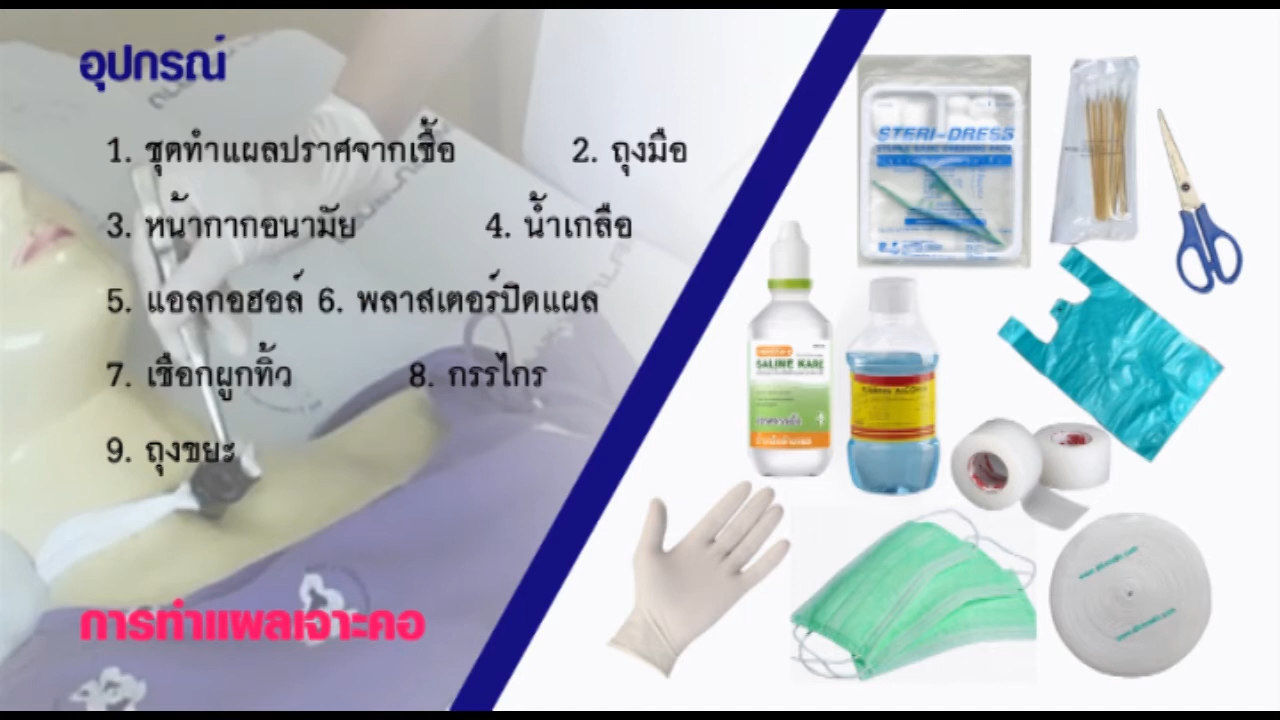 อุปกรณ์
1. ชุดทำแผลปราศจากเชื้อ 2. ถุงมือ
3. หน้ากากอนามัย 4. น้ำเกลือ
5. แอลกอฮอล์ 6. พลาสเตอร์ปิดแผล
7. เชือกผูกทิ้ว 8. กรรไกร
9. ถุงขยะ
การทำแผลเจาะคอ
STERI-DRESS
SALINE KARE